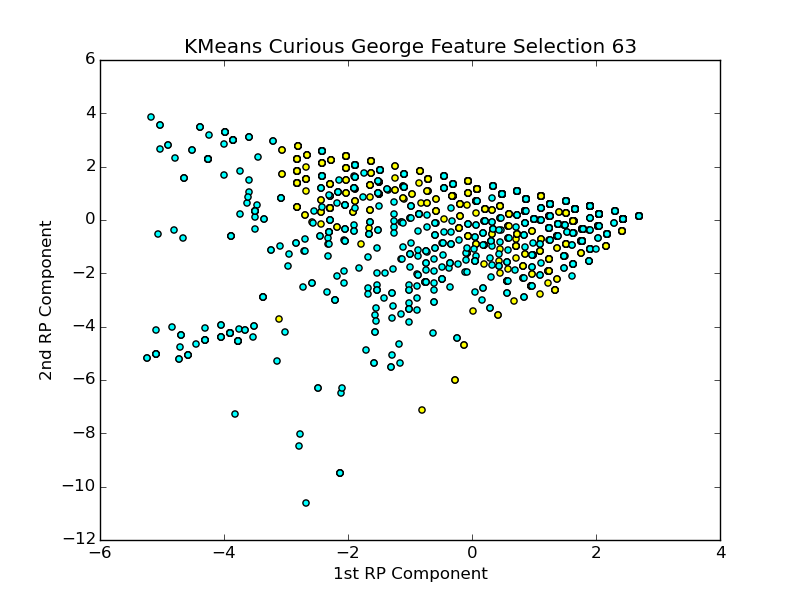 KMeans Curious George Feature Selection 63
6
4
2
0
−2
−4
−6
−8
−10
−12
2nd RP Component
−6 −4 −2 0 2 4
1st RP Component